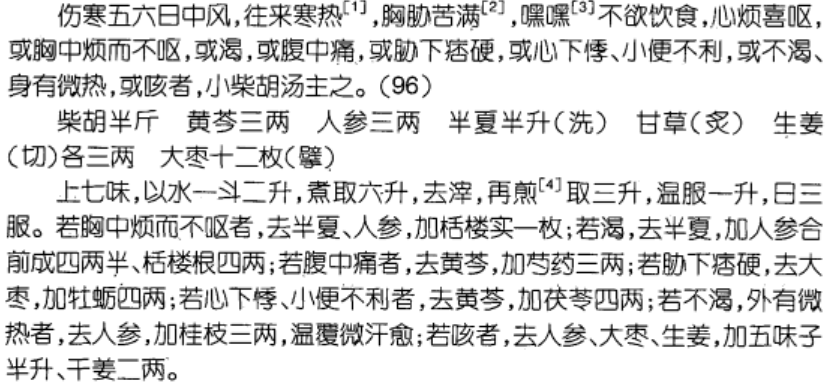 伤寒五六日中风,往来寒热[1],胸胁苦满[2],嘿嘿[3]不欲饮食,心烦喜呕,
或胸中烦而不呕,或渴,或腹中痛,或胁下痞硬,或心下悸、小便不利,或不渴、
身有微热,或咳者,小柴胡汤主之。(96)
柴胡半斤 黄芩三两 人参三两 半夏半升(洗) 甘草(炙) 生姜
(切)各三两 大枣十二枚(擘)
上七味,以水一斗二升,煮取六升,去滓,再煎[4]取三升,温服一升,日三
服。若胸中烦而不呕者,去半夏、人参,加栝楼实一枚;若渴,去半夏,加人参合
前成四两半、栝楼根四两;若腹中痛者,去黄芩,加芍药三两;若胁下痞硬,去大
枣,加牡蛎四两;若心下悸、小便不利者,去黄芩,加茯苓四两;若不渴,外有微
热者,去人参,加桂枝三两,温覆微汗愈;若咳者,去人参、大枣、生姜,加五味子
半升、干姜二两。